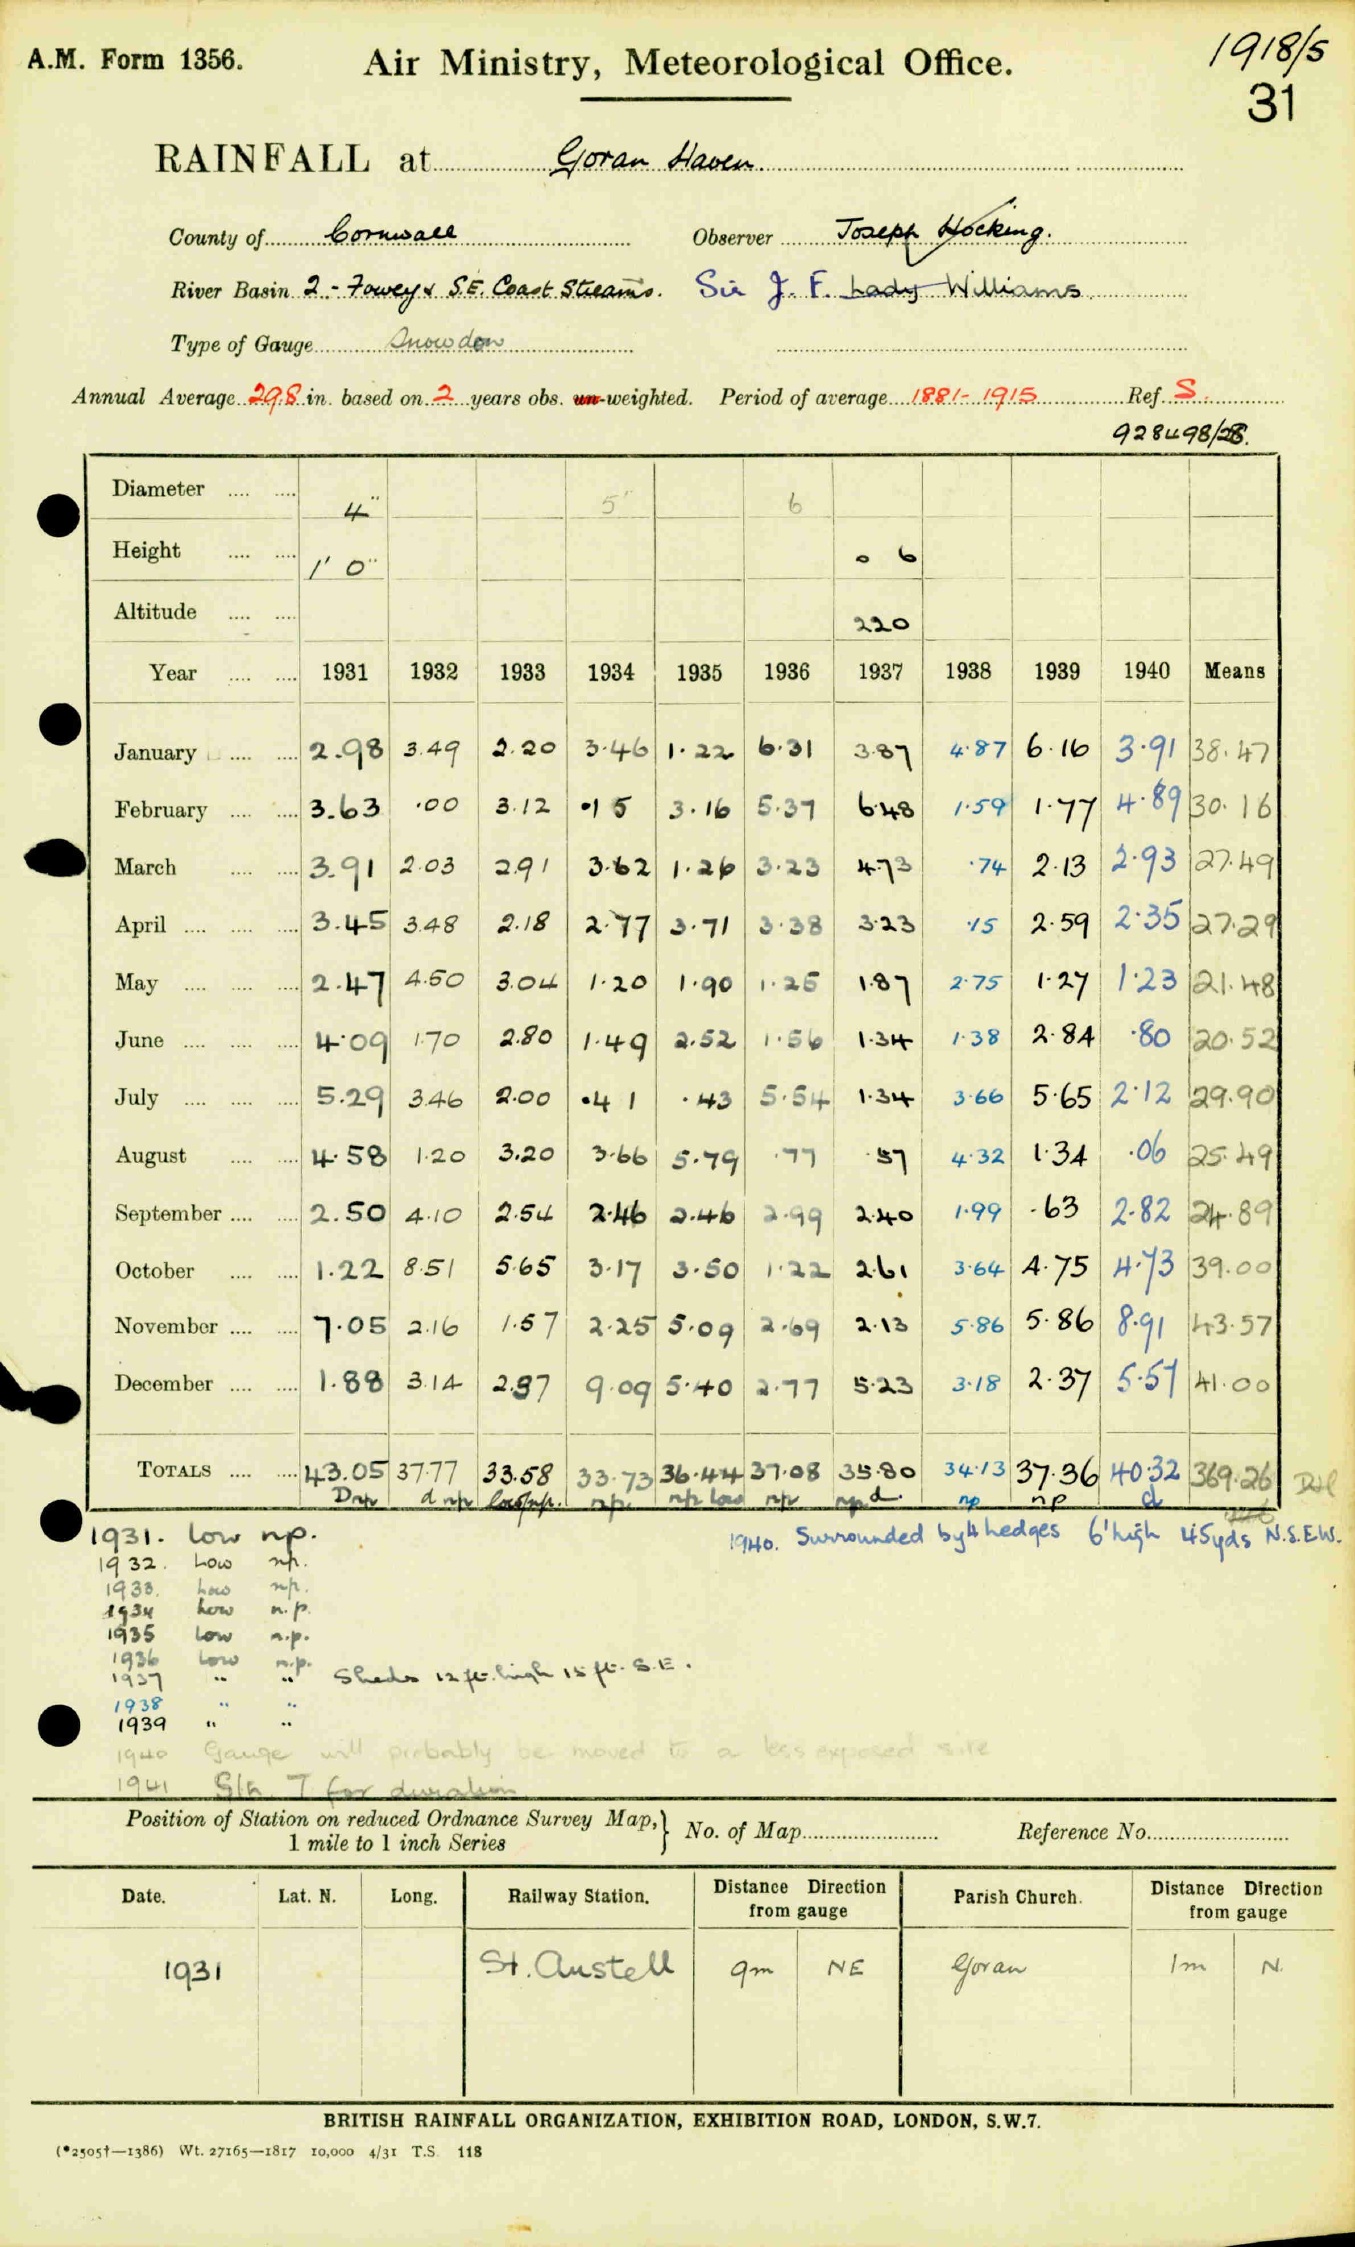 A.M. Form 1356. Air Ministry, Meteorological Office. 1918/5
31
RAINFALL at Goran Haven.
County of Cornwall Observer Joseph Hocking.
River Basin 2 - Fowey & S.E. Coast Streams. Sir J. F. Lady Williams
Type of Gauge Snowdon
Annual Average 29.8 in. based on 2 years obs. un-weighted. Period of average 1881-1915 Ref. S.
928498/28.
Diameter .... .... 4" 5" 6
Height .... .... 1' 0" 0 6
Altitude .... .... 220
Year .... .... 1931 1932 1933 1934 1935 1936 1937 1938 1939 1940 Means
January .... .... 2.98 3.49 2.20 3.46 1.22 6.31 3.87 4.87 6.16 3.91 38.47
February .... .... 3.63 .00 3.12 .15 3.16 5.37 6.48 1.59 1.77 4.89 30.16
March .... .... 3.91 2.03 2.91 3.62 1.26 3.23 4.73 .74 2.13 2.93 27.49
April .... .... .... 3.45 3.48 2.18 2.77 3.71 3.38 3.23 .15 2.59 2.35 27.29
May .... .... .... 2.47 4.50 3.04 1.20 1.90 1.25 1.87 2.75 1.27 1.23 21.48
June .... .... .... 4.09 1.70 2.80 1.49 2.52 1.56 1.34 1.38 2.84 .80 20.52
July .... .... .... 5.29 3.46 2.00 .41 .43 5.54 1.34 3.66 5.65 2.12 29.90
August .... .... 4.58 1.20 3.20 3.66 5.79 .77 .57 4.32 1.34 .06 25.49
September .... .... 2.50 4.10 2.54 2.46 2.46 2.99 2.40 1.99 .63 2.82 24.89
October .... .... 1.22 8.51 5.65 3.17 3.50 1.22 2.61 3.64 4.75 4.73 39.00
November .... .... 7.05 2.16 1.57 2.25 5.09 2.69 2.13 5.86 5.86 8.91 43.57
December .... .... 1.88 3.14 2.37 9.09 5.40 2.77 5.23 3.18 2.37 5.57 41.00
TOTALS .... .... 43.05 37.77 33.58 33.73 36.44 37.08 35.80 34.13 37.36 40.32 369.26
Dnp d np low/np. np. np low np np d. np np d
1931. Low np. 1940. Surrounded by 4 hedges 6' high 45yds N.S.E.W.
1932. Low np.
1933. Low np.
1934 Low n.p.
1935 Low n.p.
1936 Low n.p.
1937 " " Sheds 12 ft. high 15 ft. S.E.
1938 " "
1939 " "
1940 Gauge will probably be moved to a less exposed site
1941 T for duration
Position of Station on reduced Ordnance Survey Map, 1 mile to 1 inch Series } No. of Map Reference No.
Date. Lat. N. Long. Railway Station. Distance Direction from gauge Parish Church. Distance Direction from gauge
1931 St. Austell 9m NE Goran 1m N.
BRITISH RAINFALL ORGANIZATION, EXHIBITION ROAD, LONDON, S.W.7.
(*2505†—1386) Wt. 27165—1817 10,000 4/31 T.S. 118